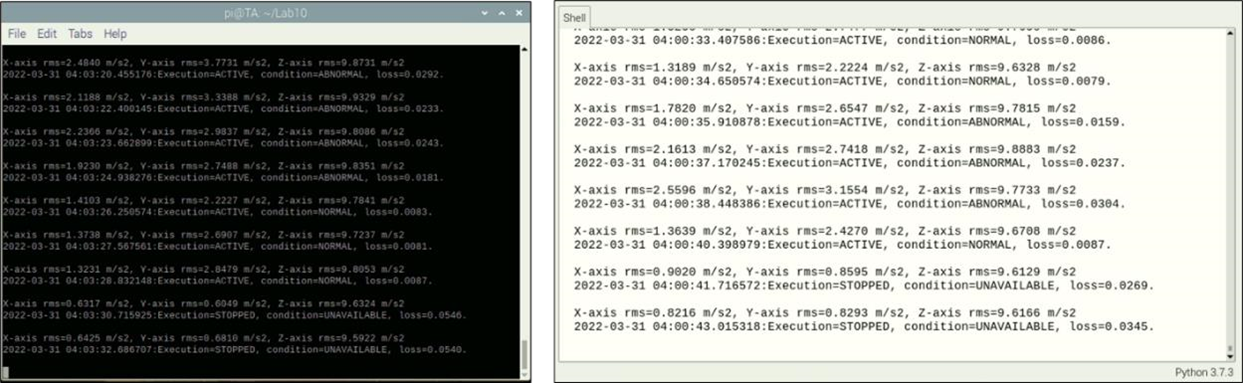 pi@TA: ~/Lab10
File Edit Tabs Help
X-axis rms=2.4840 m/s2, Y-axis rms=3.7731 m/s2, Z-axis rms=9.8731 m/s2
2022-03-31 04:03:20.455176:Execution=ACTIVE, condition=ABNORMAL, loss=0.0292.
X-axis rms=2.1188 m/s2, Y-axis rms=3.3388 m/s2, Z-axis rms=9.9329 m/s2
2022-03-31 04:03:22.400145:Execution=ACTIVE, condition=ABNORMAL, loss=0.0233.
X-axis rms=2.2366 m/s2, Y-axis rms=2.9837 m/s2, Z-axis rms=9.8086 m/s2
2022-03-31 04:03:23.662899:Execution=ACTIVE, condition=ABNORMAL, loss=0.0243.
X-axis rms=1.9230 m/s2, Y-axis rms=2.7488 m/s2, Z-axis rms=9.8351 m/s2
2022-03-31 04:03:24.938276:Execution=ACTIVE, condition=ABNORMAL, loss=0.0181.
X-axis rms=1.4103 m/s2, Y-axis rms=2.2227 m/s2, Z-axis rms=9.7841 m/s2
2022-03-31 04:03:26.250574:Execution=ACTIVE, condition=NORMAL, loss=0.0083.
X-axis rms=1.3738 m/s2, Y-axis rms=2.6907 m/s2, Z-axis rms=9.7237 m/s2
2022-03-31 04:03:27.567561:Execution=ACTIVE, condition=NORMAL, loss=0.0081.
X-axis rms=1.3231 m/s2, Y-axis rms=2.8479 m/s2, Z-axis rms=9.8053 m/s2
2022-03-31 04:03:28.832148:Execution=ACTIVE, condition=NORMAL, loss=0.0087.
X-axis rms=0.6317 m/s2, Y-axis rms=0.6049 m/s2, Z-axis rms=9.6324 m/s2
2022-03-31 04:03:30.715925:Execution=STOPPED, condition=UNAVAILABLE, loss=0.0546.
X-axis rms=0.6425 m/s2, Y-axis rms=0.6810 m/s2, Z-axis rms=9.5922 m/s2
2022-03-31 04:03:32.686707:Execution=STOPPED, condition=UNAVAILABLE, loss=0.0540.
Shell
2022-03-31 04:00:33.407586:Execution=ACTIVE, condition=NORMAL, loss=0.0086.
X-axis rms=1.3189 m/s2, Y-axis rms=2.2224 m/s2, Z-axis rms=9.6328 m/s2
2022-03-31 04:00:34.650574:Execution=ACTIVE, condition=NORMAL, loss=0.0079.
X-axis rms=1.7820 m/s2, Y-axis rms=2.6547 m/s2, Z-axis rms=9.7815 m/s2
2022-03-31 04:00:35.910878:Execution=ACTIVE, condition=ABNORMAL, loss=0.0159.
X-axis rms=2.1613 m/s2, Y-axis rms=2.7418 m/s2, Z-axis rms=9.8883 m/s2
2022-03-31 04:00:37.170245:Execution=ACTIVE, condition=ABNORMAL, loss=0.0237.
X-axis rms=2.5596 m/s2, Y-axis rms=3.1554 m/s2, Z-axis rms=9.7733 m/s2
2022-03-31 04:00:38.448386:Execution=ACTIVE, condition=ABNORMAL, loss=0.0304.
X-axis rms=1.3639 m/s2, Y-axis rms=2.4270 m/s2, Z-axis rms=9.6708 m/s2
2022-03-31 04:00:40.398979:Execution=ACTIVE, condition=NORMAL, loss=0.0087.
X-axis rms=0.9020 m/s2, Y-axis rms=0.8595 m/s2, Z-axis rms=9.6129 m/s2
2022-03-31 04:00:41.716572:Execution=STOPPED, condition=UNAVAILABLE, loss=0.0269.
X-axis rms=0.8216 m/s2, Y-axis rms=0.8293 m/s2, Z-axis rms=9.6166 m/s2
2022-03-31 04:00:43.015318:Execution=STOPPED, condition=UNAVAILABLE, loss=0.0345.
Python 3.7.3